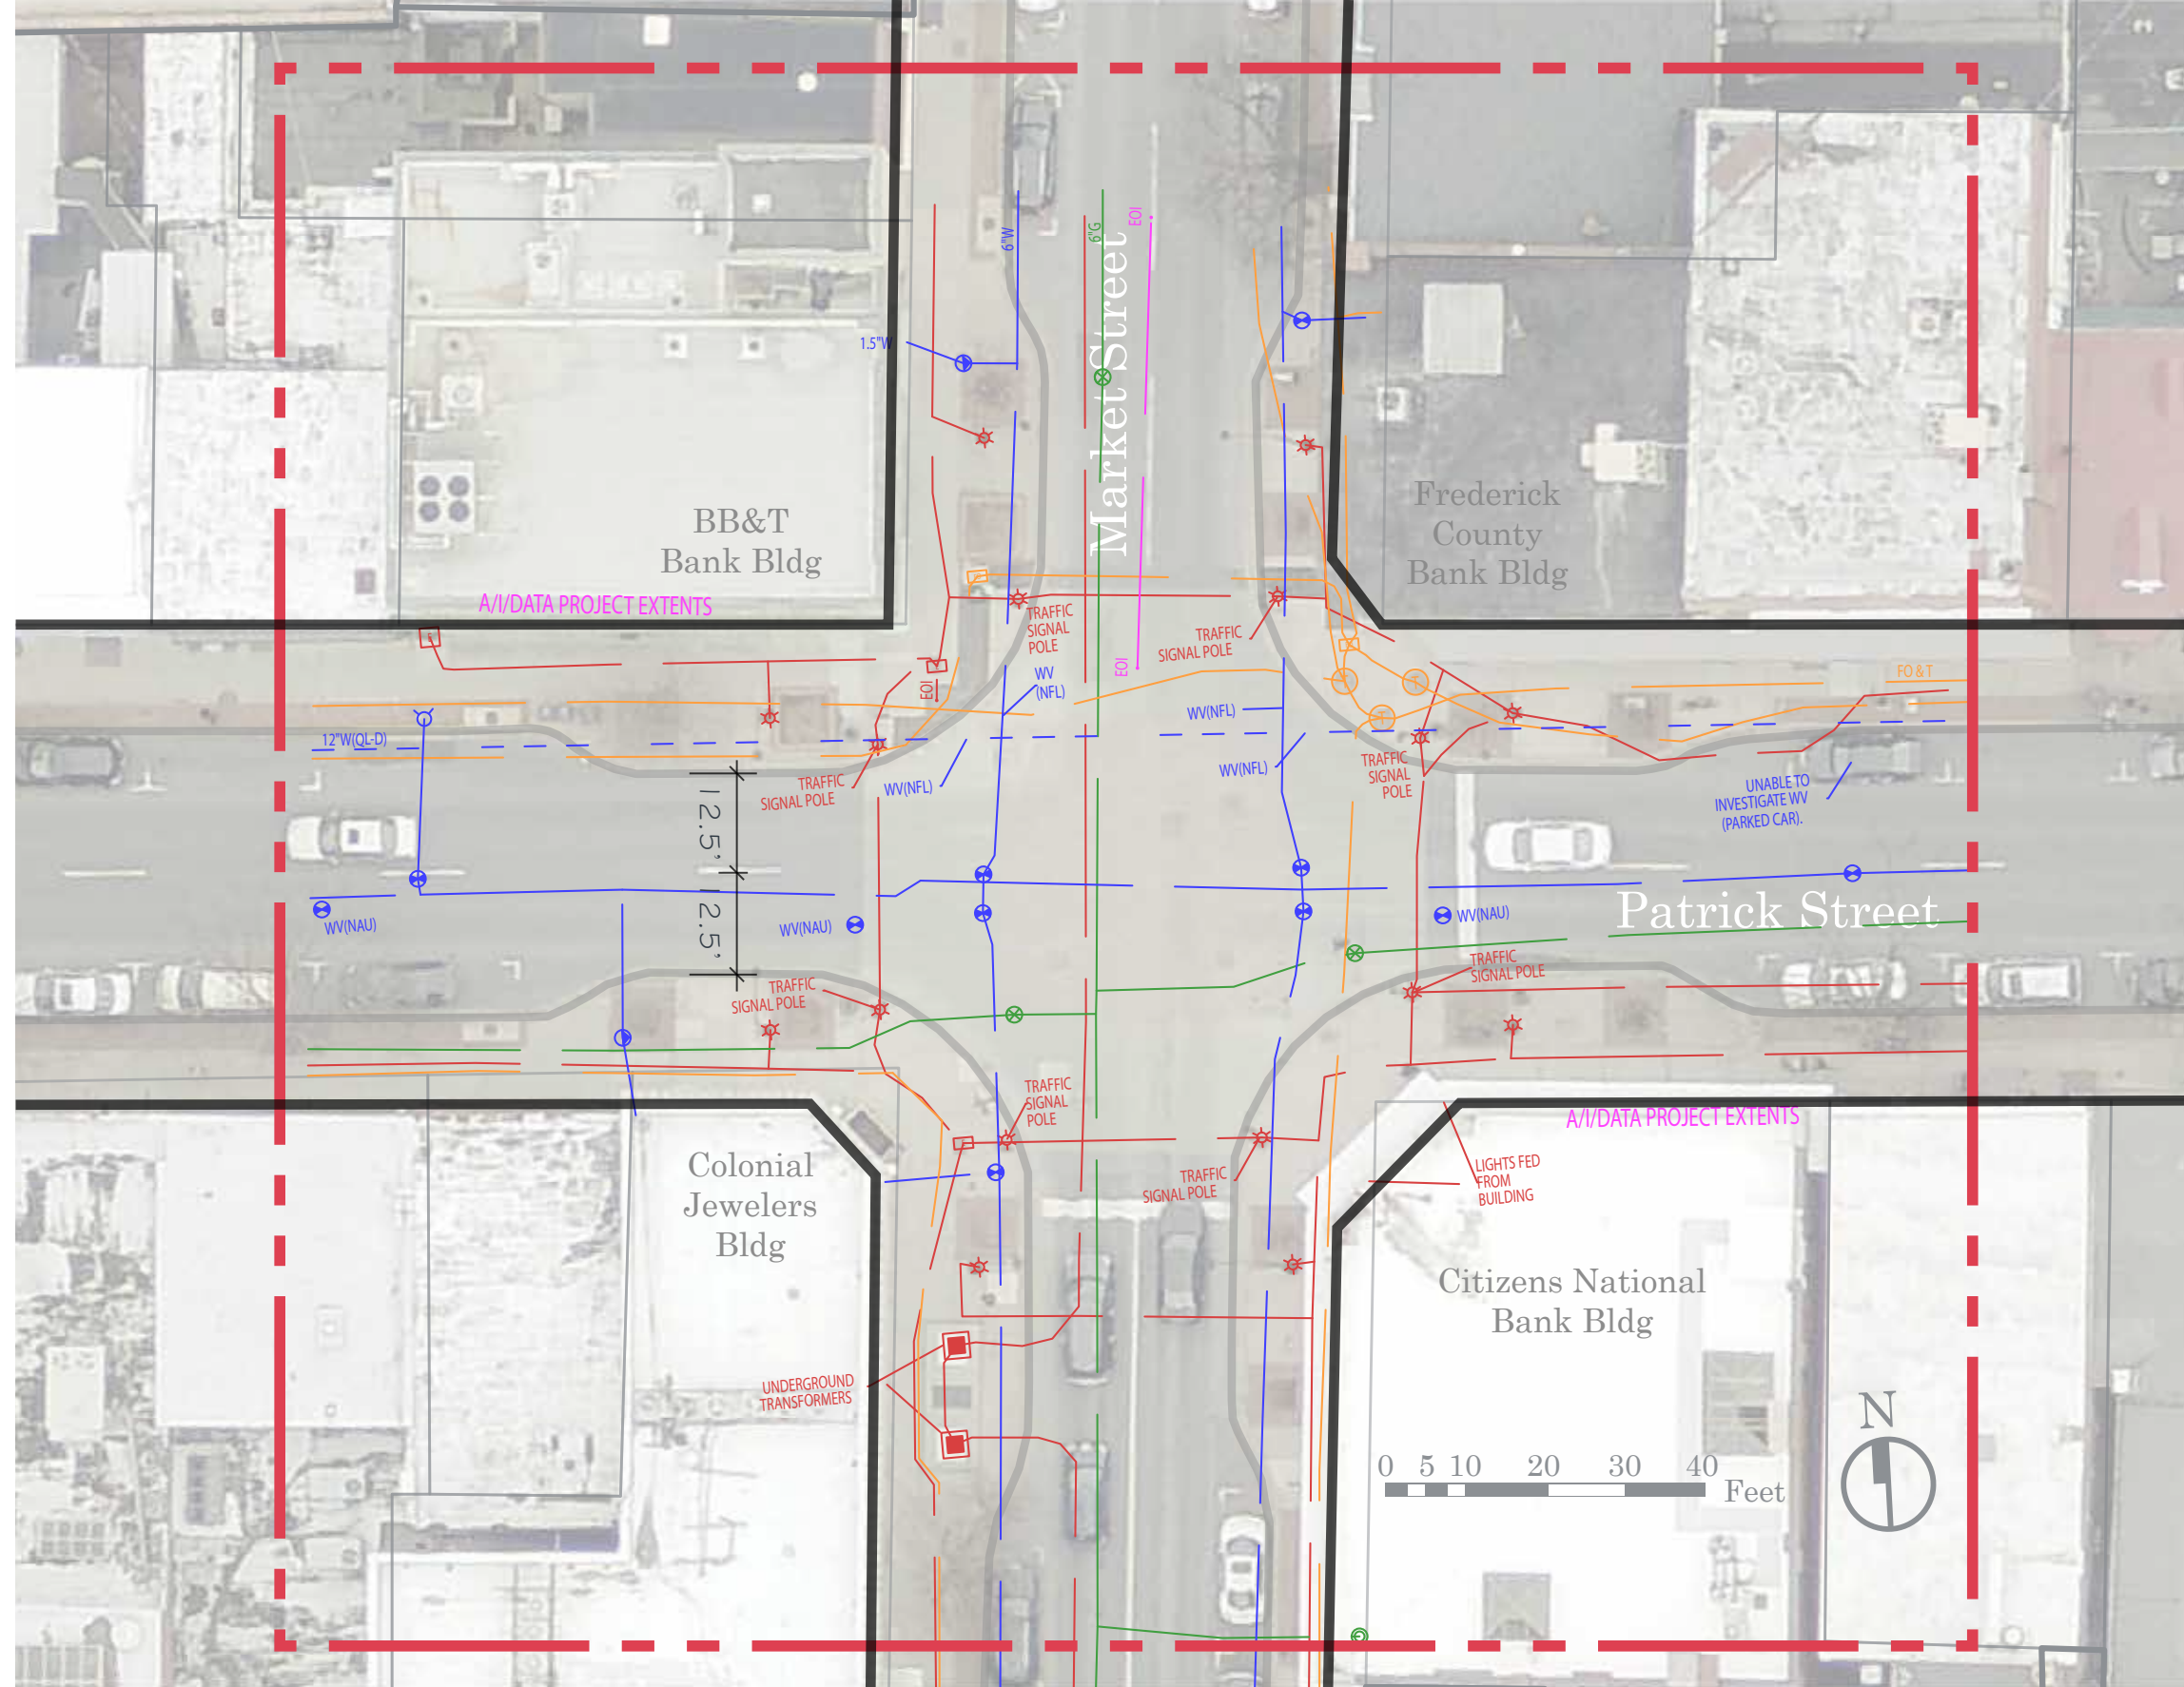 6"W
6"G
EOI
Market Street
1.5"W
Frederick
County
Bank Bldg
BB&T
Bank Bldg
A/I/DATA PROJECT EXTENTS
TRAFFIC
SIGNAL
POLE
TRAFFIC
SIGNAL POLE
EOI
EOI
WV
(NFL)
FO & T
WV(NFL)
12"W(QL-D)
WV(NFL)
WV(NFL)
TRAFFIC
SIGNAL POLE
TRAFFIC
SIGNAL
POLE
UNABLE TO
INVESTIGATE WV
(PARKED CAR).
12.5'
12.5'
WV(NAU)
WV(NAU)
WV(NAU)
Patrick Street
TRAFFIC
SIGNAL POLE
TRAFFIC
SIGNAL POLE
TRAFFIC
SIGNAL
POLE
A/I/DATA PROJECT EXTENTS
Colonial
Jewelers
Bldg
TRAFFIC
SIGNAL POLE
LIGHTS FED
FROM
BUILDING
Citizens National
Bank Bldg
UNDERGROUND
TRANSFORMERS
N
0 5 10 20 30 40
Feet
T
T